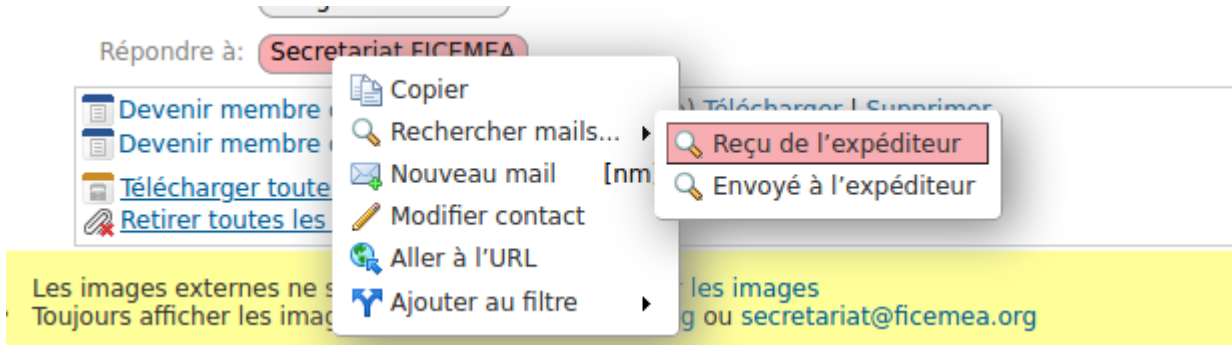 Répondre à: Secretariat FICEMEA
Copier
Devenir membre
) Télécharger | Supprimer
Rechercher mails...
Reçu de l’expéditeur
Devenir membre
Nouveau mail [nm]
Envoyé à l’expéditeur
Télécharger toute
Modifier contact
Retirer toutes les
Aller à l’URL
Les images externes ne s
les images
Ajouter au filtre
Toujours afficher les imag
g ou secretariat@ficemea.org